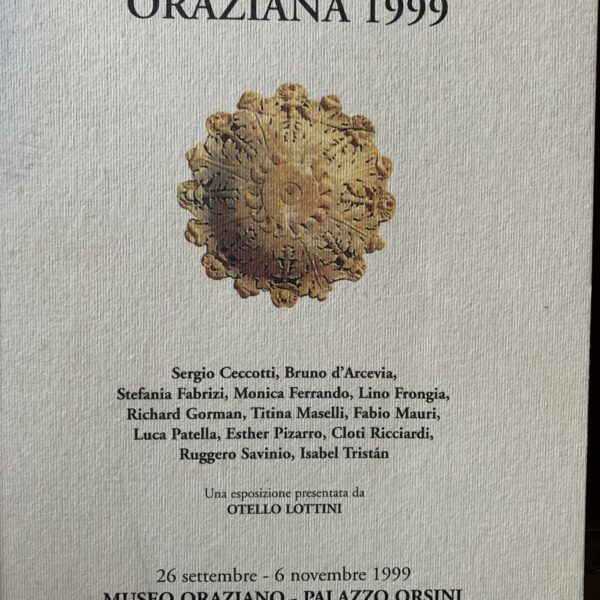 ORAZIANA 1999
Sergio Ceccotti, Bruno d'Arcevia,
Stefania Fabrizi, Monica Ferrando, Lino Frongia,
Richard Gorman, Titina Maselli, Fabio Mauri,
Luca Patella, Esther Pizarro, Cloti Ricciardi,
Ruggero Savinio, Isabel Tristán
Una esposizione presentata da
OTELLO LOTTINI
26 settembre - 6 novembre 1999
MUSEO ORAZIANO - PALAZZO ORSINI